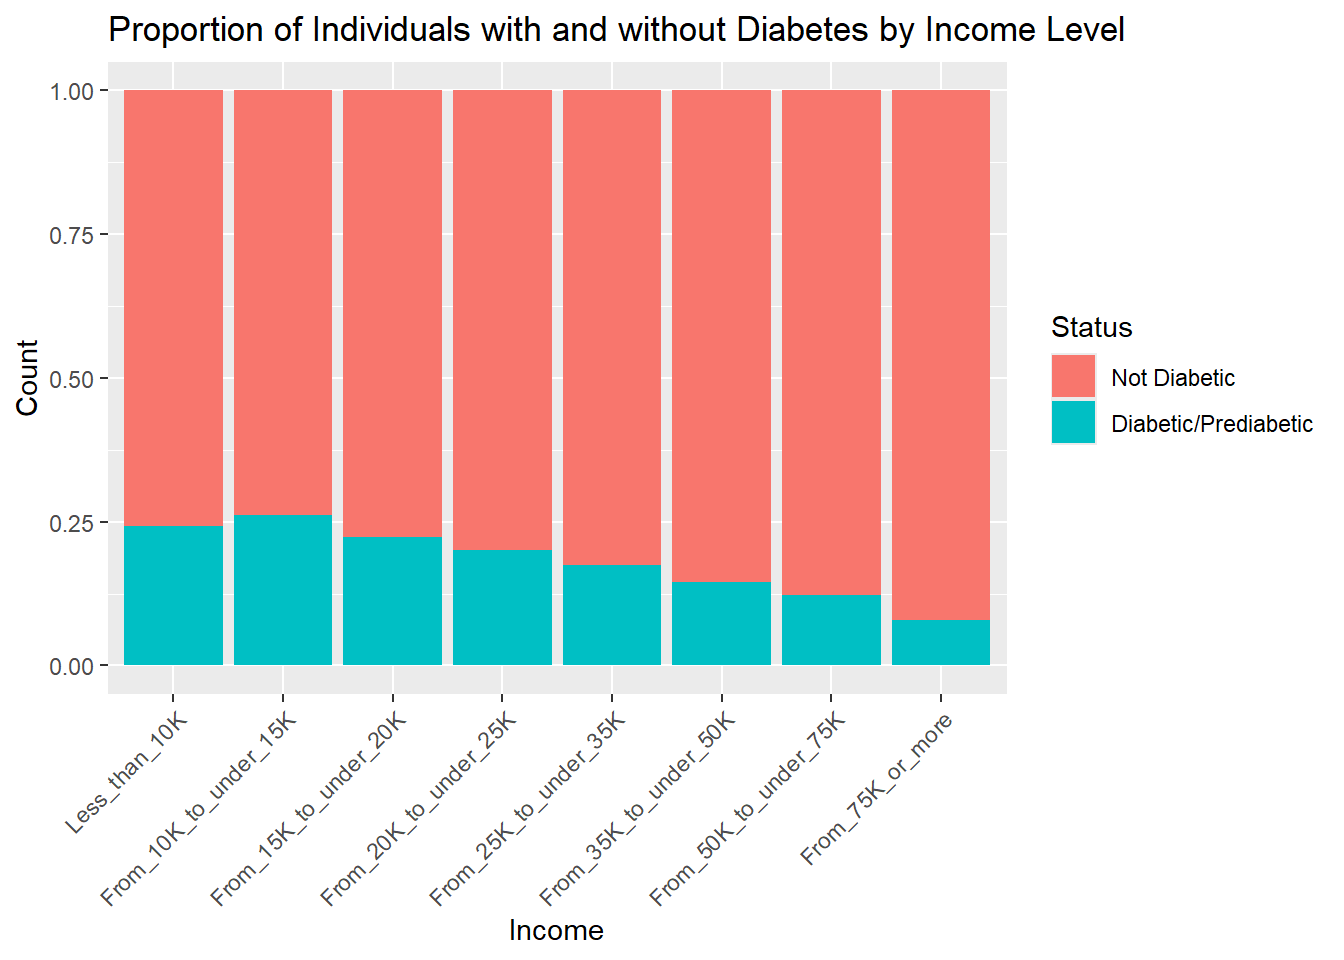 Proportion of Individuals with and without Diabetes by Income Level
1.00
0.75
0.50
0.25
0.00
Count
Less_than_10K
From_10K_to_under_15K
From_15K_to_under_20K
From_20K_to_under_25K
From_25K_to_under_35K
From_35K_to_under_50K
From_50K_to_under_75K
From_75K_or_more
Income
Status
Not Diabetic
Diabetic/Prediabetic